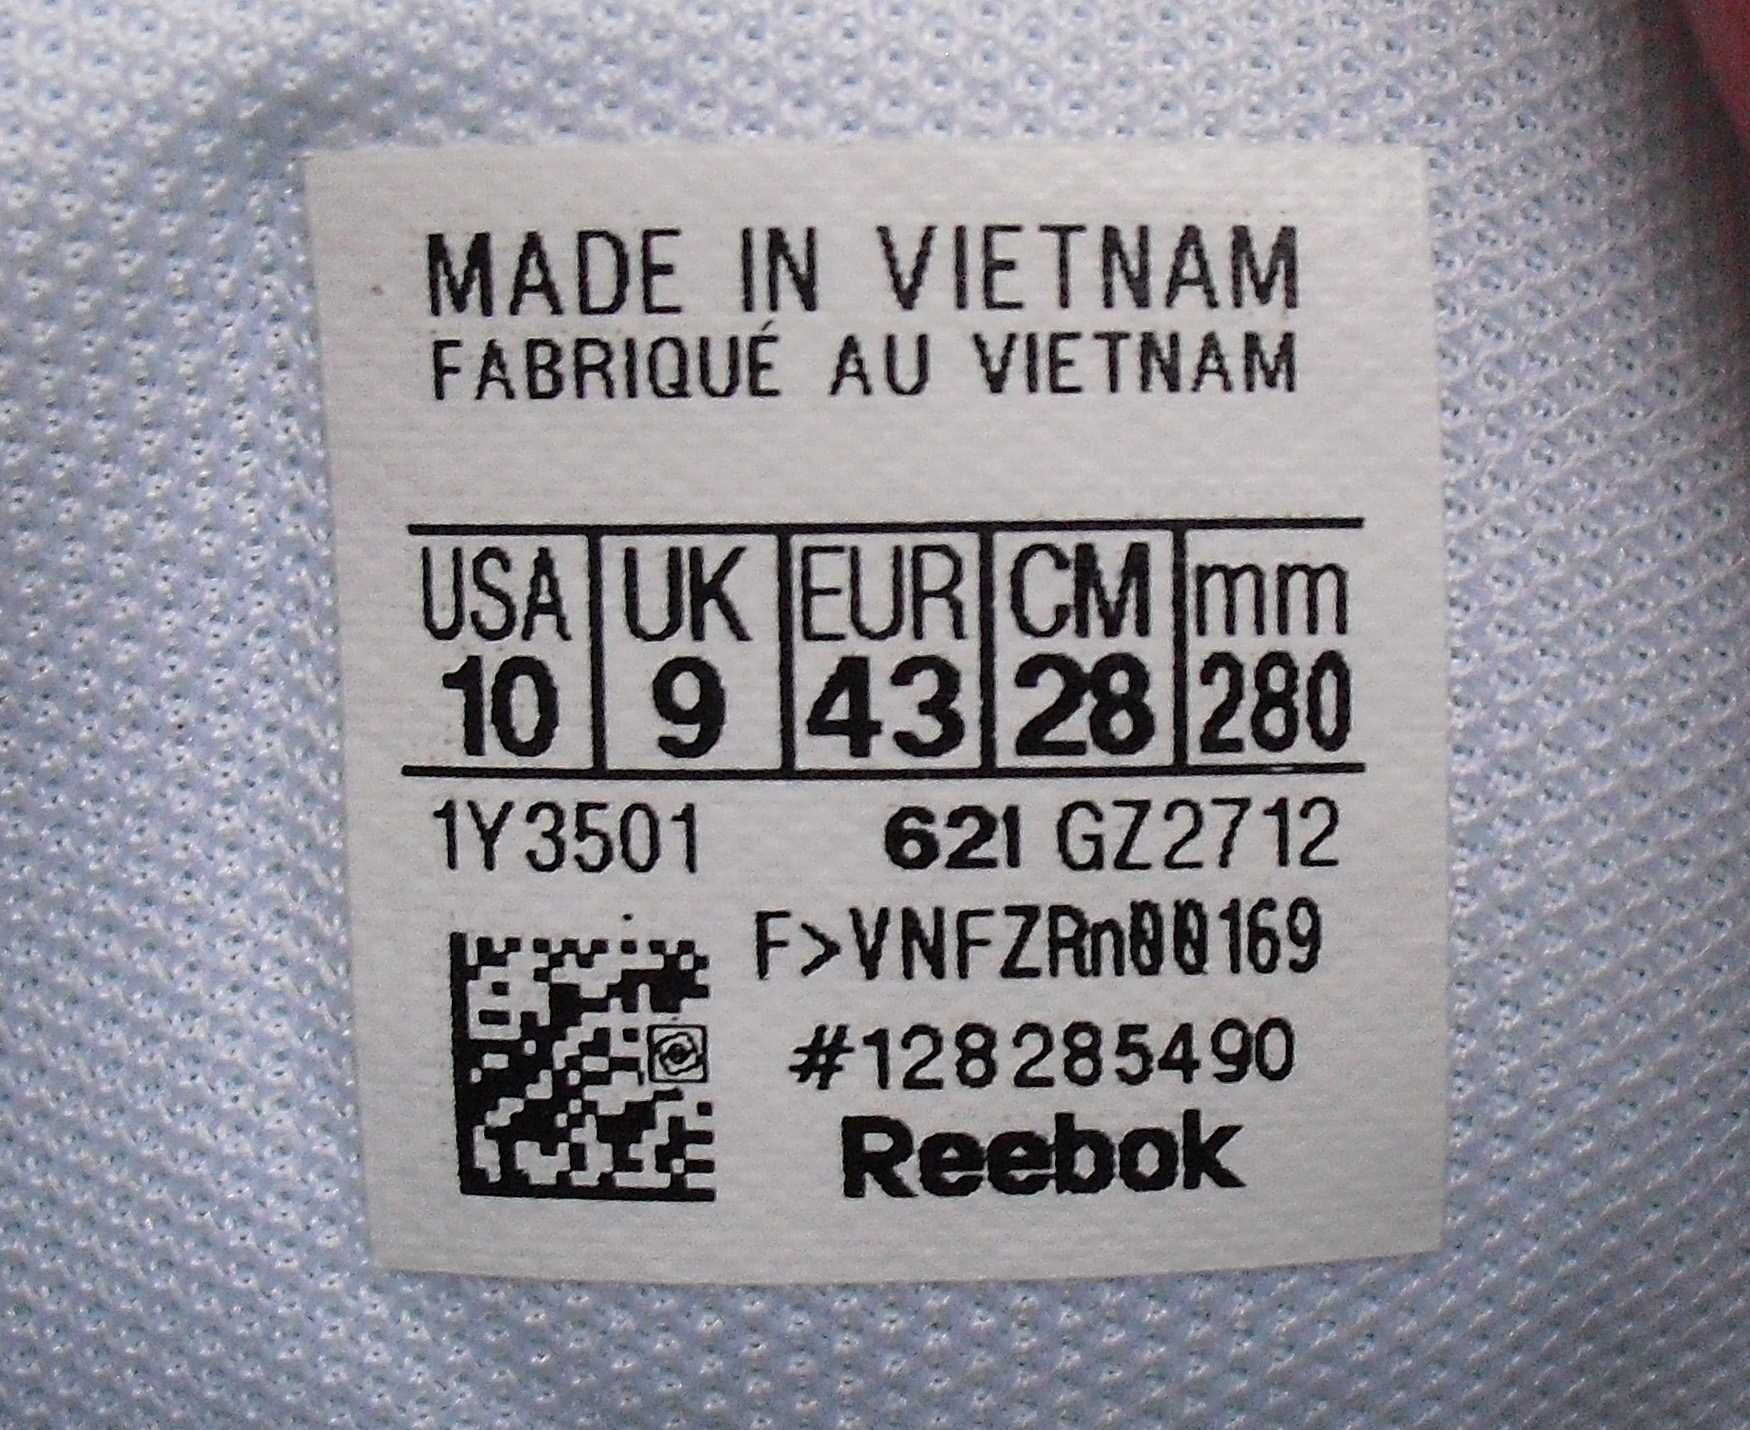 MADE IN VIETNAM
FABRIQUÉ AU VIETNAM
USA UK EUR CM mm
10 9 43 28 280
1Y3501 621 GZ2712
F>VNFZRn00169
#128285490
Reebok